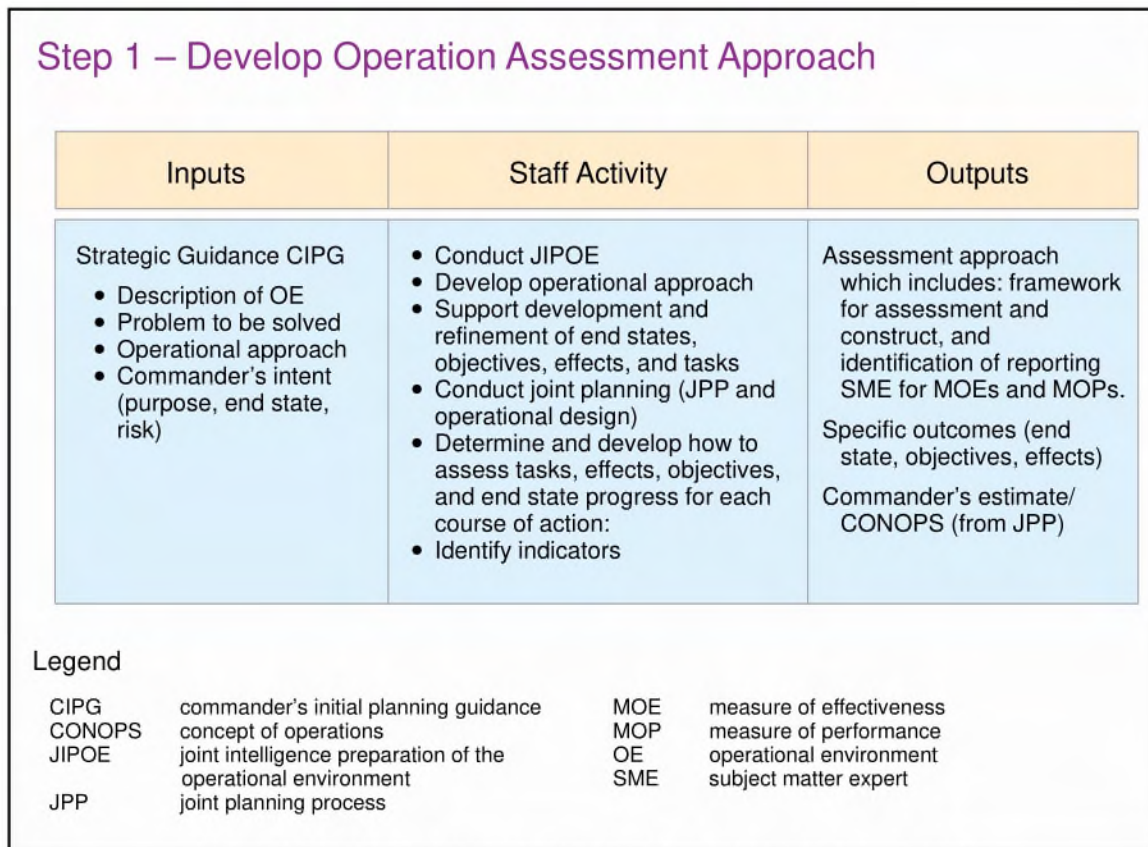 Step 1 – Develop Operation Assessment Approach
Inputs
Staff Activity
Outputs
Strategic Guidance CIPG
• Description of OE
• Problem to be solved
• Operational approach
• Commander's intent
(purpose, end state,
risk)
• Conduct JIPOE
• Develop operational approach
• Support development and
refinement of end states,
objectives, effects, and tasks
• Conduct joint planning (JPP and
operational design)
• Determine and develop how to
assess tasks, effects, objectives,
and end state progress for each
course of action:
• Identify indicators
Assessment approach
which includes: framework
for assessment and
construct, and
identification of reporting
SME for MOEs and MOPs.
Specific outcomes (end
state, objectives, effects)
Commander's estimate/
CONOPS (from JPP)
Legend
CIPG commander's initial planning guidance
CONOPS concept of operations
JIPOE joint intelligence preparation of the
operational environment
JPP joint planning process
MOE measure of effectiveness
MOP measure of performance
OE operational environment
SME subject matter expert